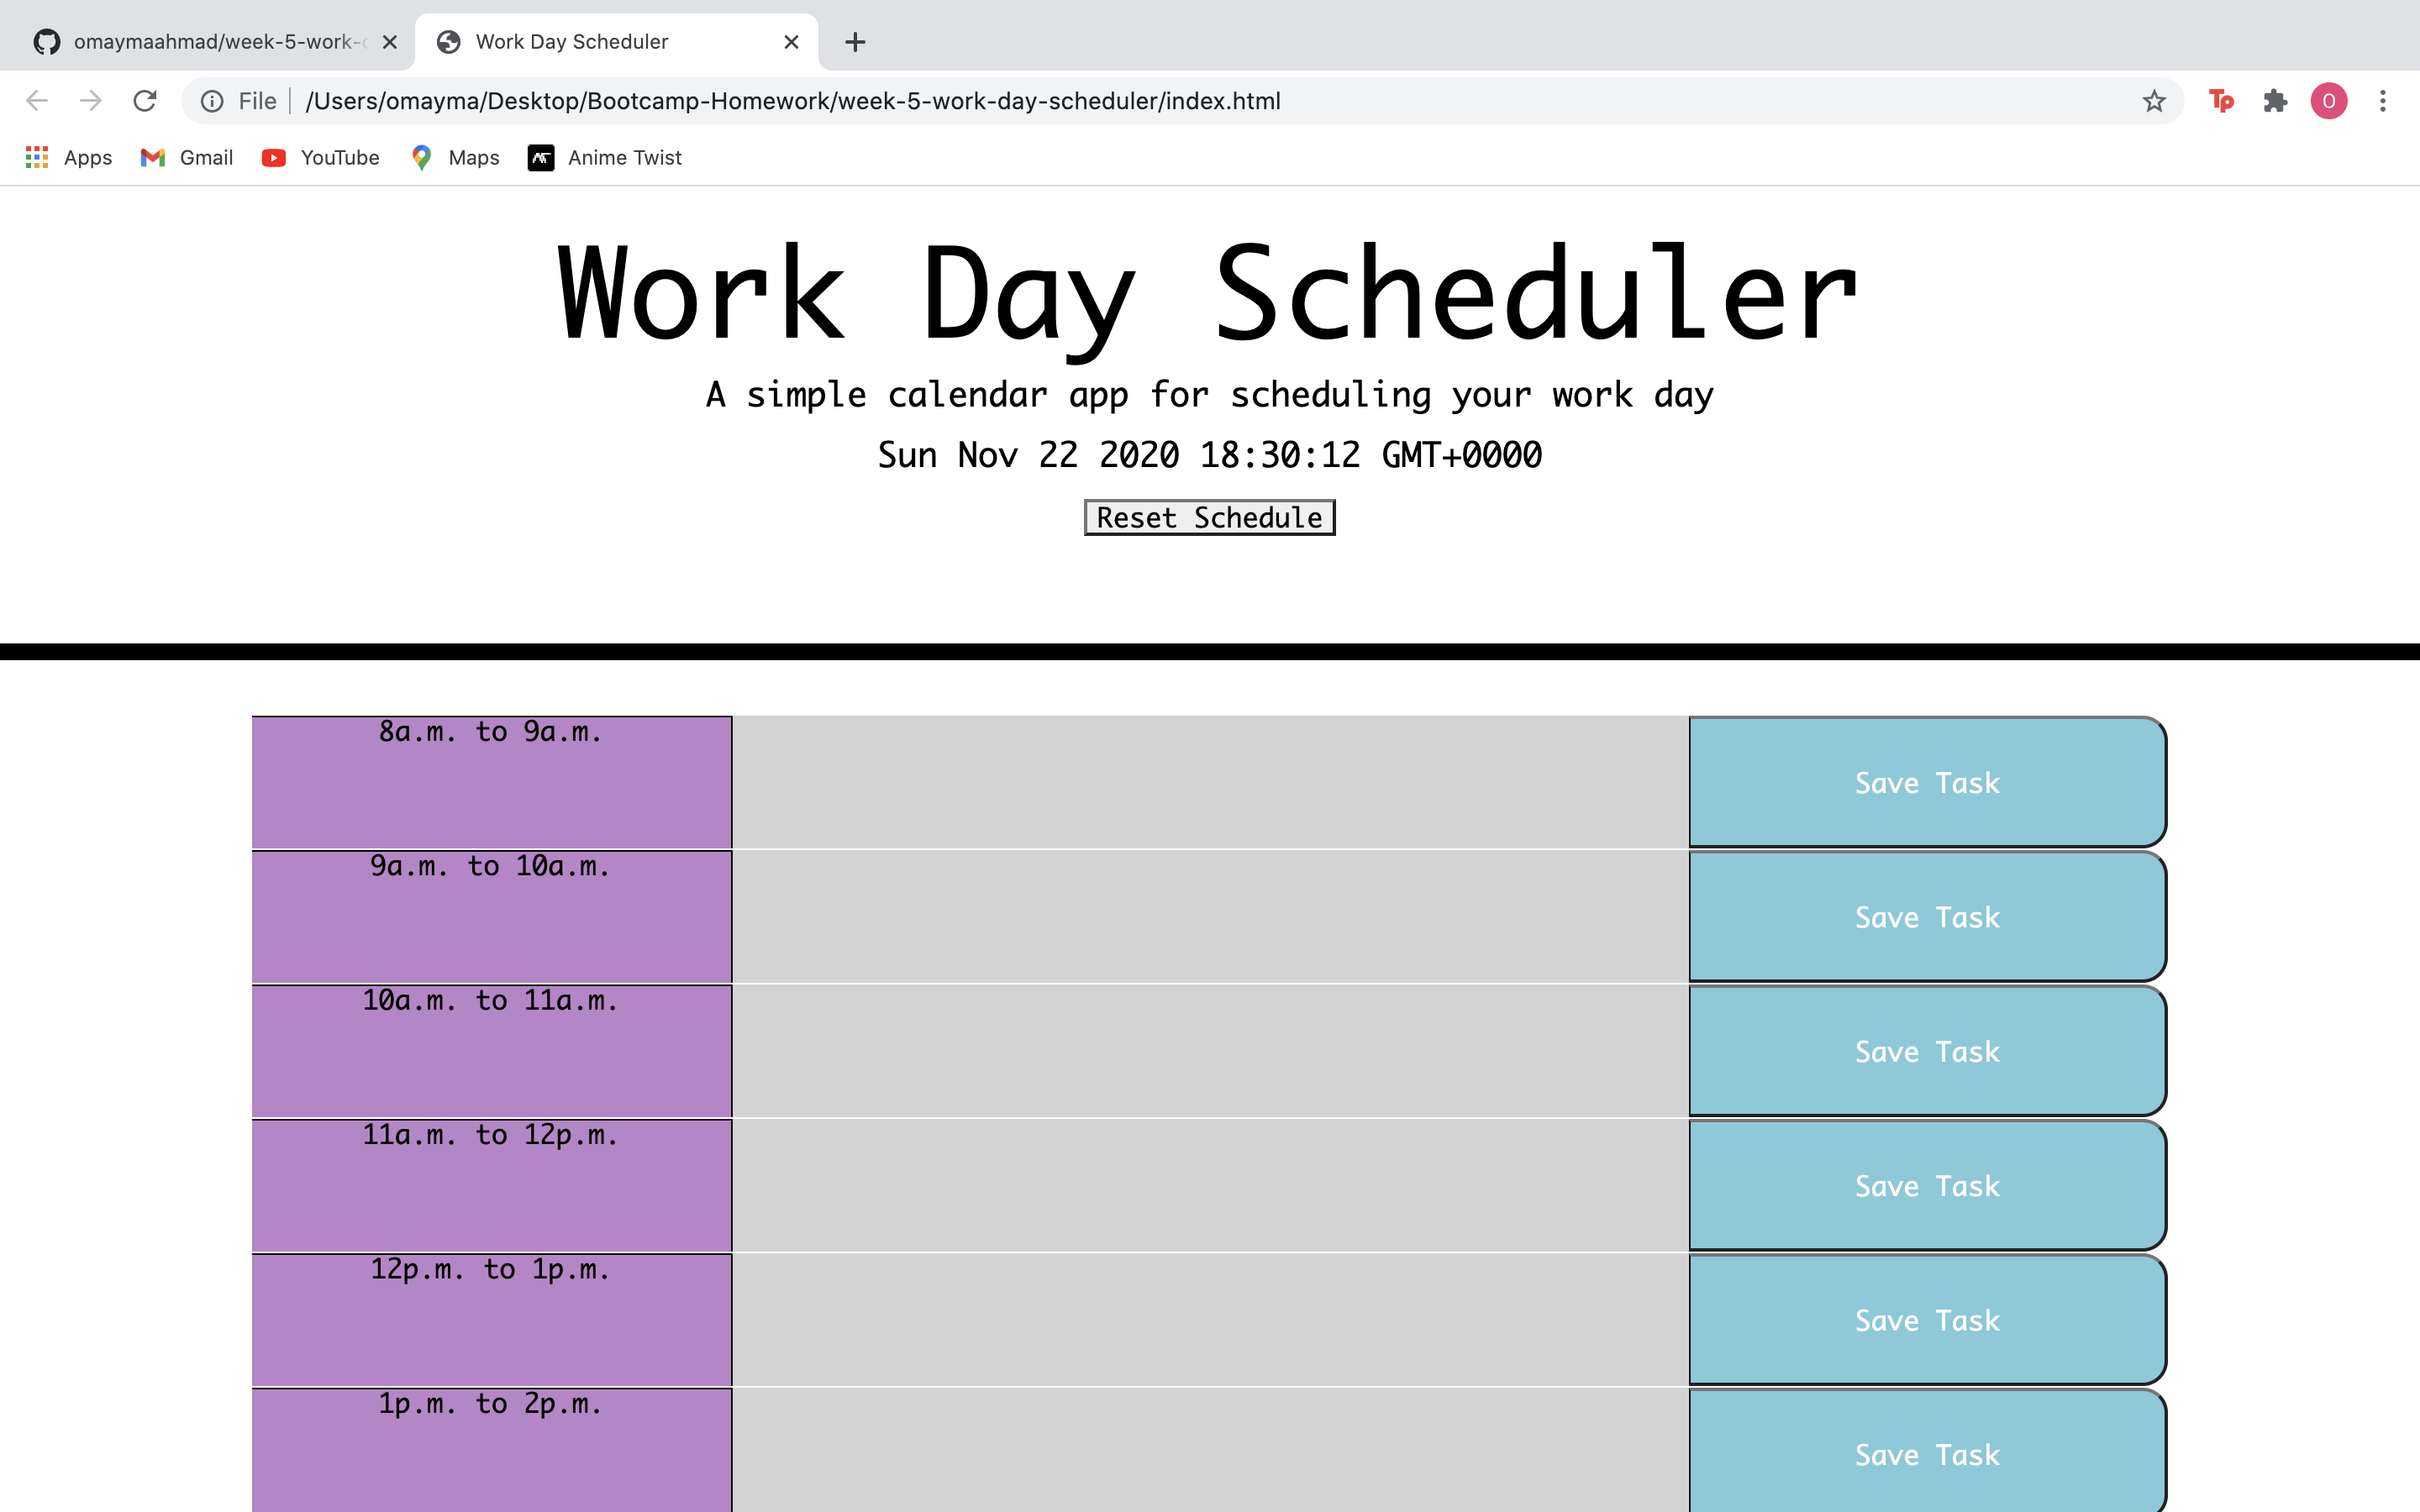 omaymaahmad/week-5-work-
Work Day Scheduler
File
/Users/omayma/Desktop/Bootcamp-Homework/week-5-work-day-scheduler/index.html
Tp
O
Apps
Gmail
YouTube
Maps
Anime Twist
Work Day Scheduler
A simple calendar app for scheduling your work day
Sun Nov 22 2020 18:30:12 GMT+0000
Reset Schedule
8a.m. to 9a.m.
Save Task
9a.m. to 10a.m.
Save Task
10a.m. to 11a.m.
Save Task
11a.m. to 12p.m.
Save Task
12p.m. to 1p.m.
Save Task
1p.m. to 2p.m.
Save Task